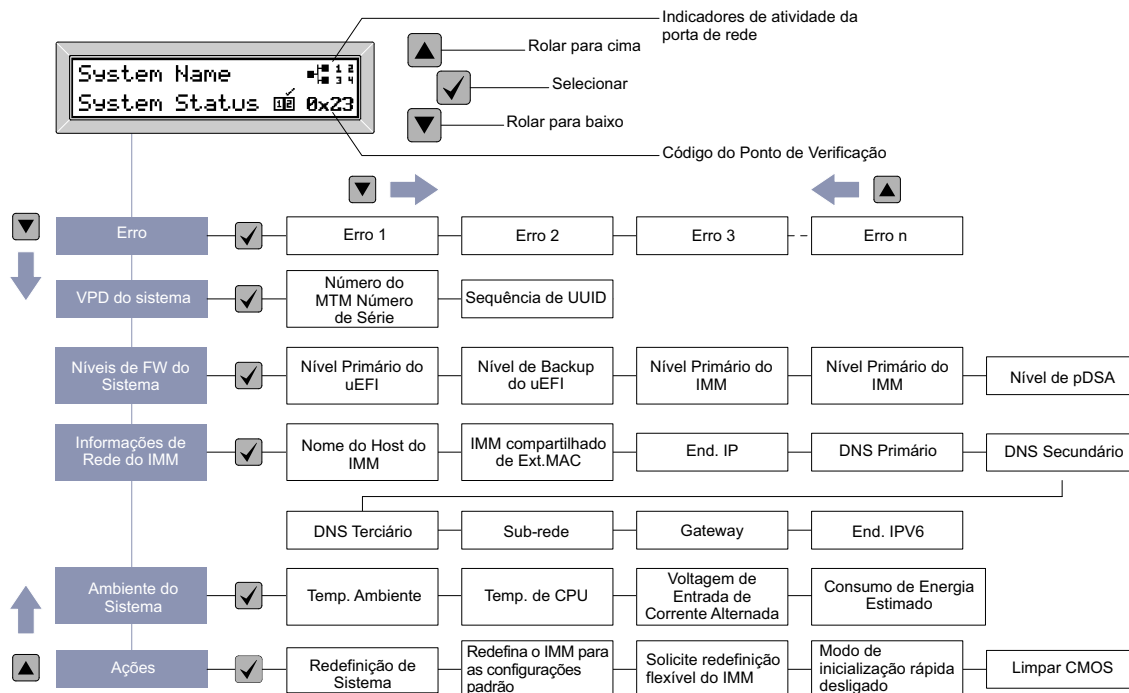 Indicadores de atividade da
porta de rede
System Name 1 2
3 4
System Status 12 0x23
Rolar para cima
Selecionar
Rolar para baixo
Código do Ponto de Verificação
Erro
Erro 1
Erro 2
Erro 3
Erro n
VPD do sistema
Número do
MTM Número
de Série
Sequência de UUID
Níveis de FW do
Sistema
Nível Primário do
uEFI
Nível de Backup
do uEFI
Nível Primário do
IMM
Nível Primário do
IMM
Nível de pDSA
Informações de
Rede do IMM
Nome do Host do
IMM
IMM compartilhado
de Ext.MAC
End. IP
DNS Primário
DNS Secundário
DNS Terciário
Sub-rede
Gateway
End. IPV6
Ambiente do
Sistema
Temp. Ambiente
Temp. de CPU
Voltagem de
Entrada de
Corrente Alternada
Consumo de Energia
Estimado
Ações
Redefinição de
Sistema
Redefina o IMM para
as configurações
padrão
Solicite redefinição
flexível do IMM
Modo de
inicialização rápida
desligado
Limpar CMOS